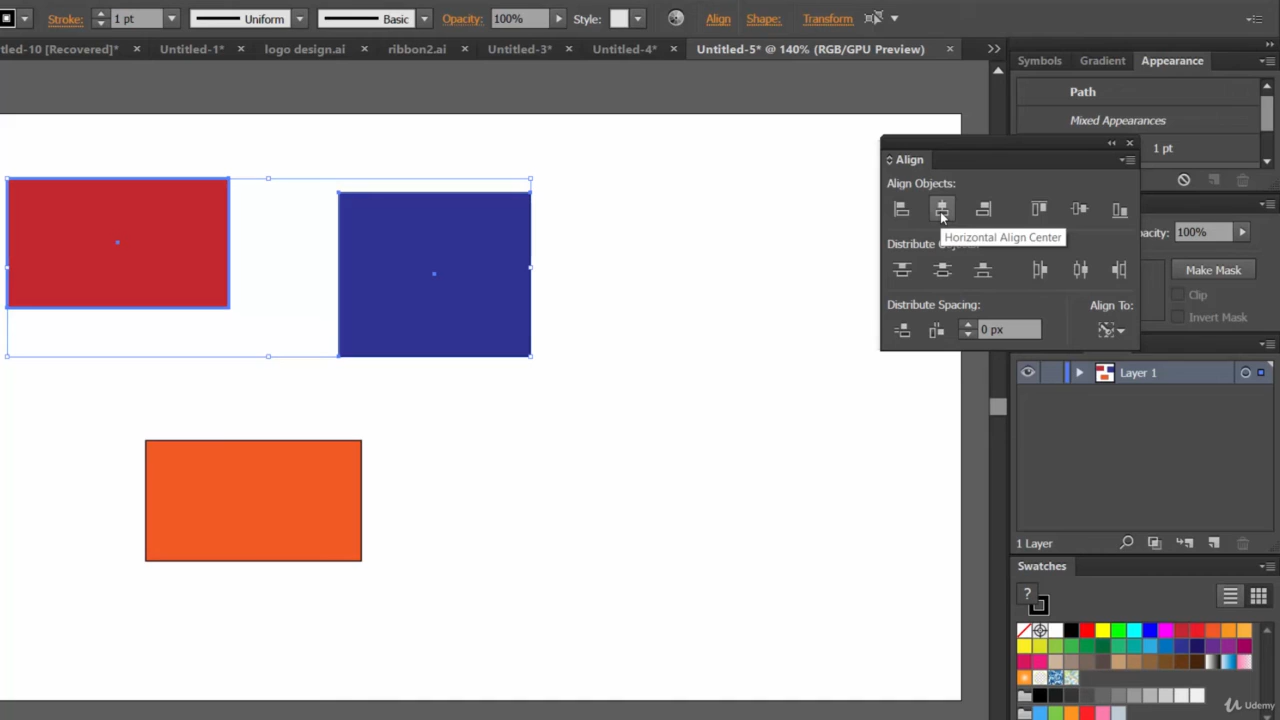 Stroke: 1 pt Uniform Basic Opacity: 100% Style: Align Shape: Transform
tled-10 [Recovered]* × Untitled-1* × logo design.ai × ribbon2.ai × Untitled-3* × Untitled-4* × Untitled-5* @ 140% (RGB/GPU Preview) ×
Symbols Gradient Appearance
Path
Mixed Appearances
1 pt
Align
Align Objects:
Horizontal Align Center
Distribute O
Distribute Spacing: Align To:
0 px
pacity: 100%
Make Mask
Clip
Invert Mask
Layer 1
1 Layer
Swatches
?
Udemy